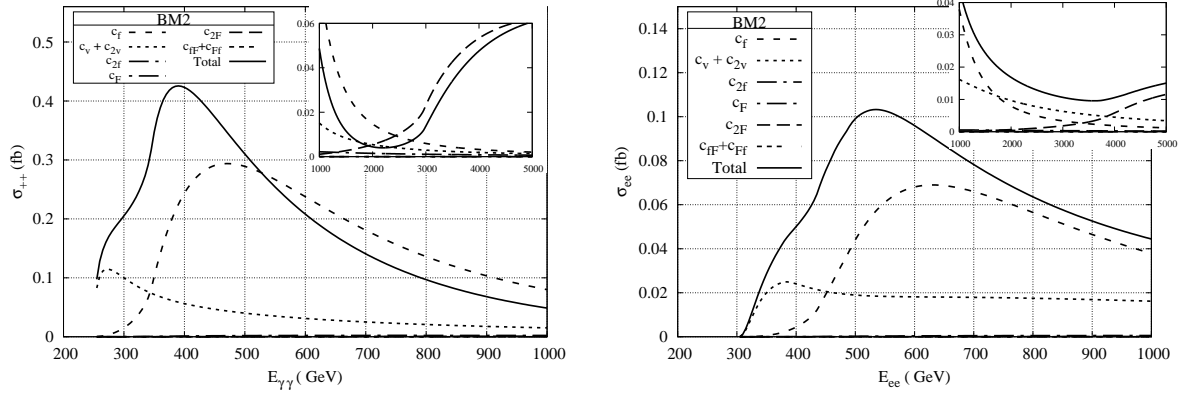 BM2
c_f
c_2F
c_v + c_2v
c_fF+c_Ff
c_2f
Total
c_F
σ_++ (fb)
0.5
0.4
0.3
0.2
0.1
0
200 300 400 500 600 700 800 900 1000
E_γγ ( GeV)
0.06
0.04
0.02
0
1000 2000 3000 4000 5000
BM2
c_f
c_v + c_2v
c_2f
c_F
c_2F
c_fF+c_Ff
Total
σ_ee (fb)
0.14
0.12
0.1
0.08
0.06
0.04
0.02
0
200 300 400 500 600 700 800 900 1000
E_ee ( GeV)
0.04
0.03
0.02
0.01
0
1000 2000 3000 4000 5000